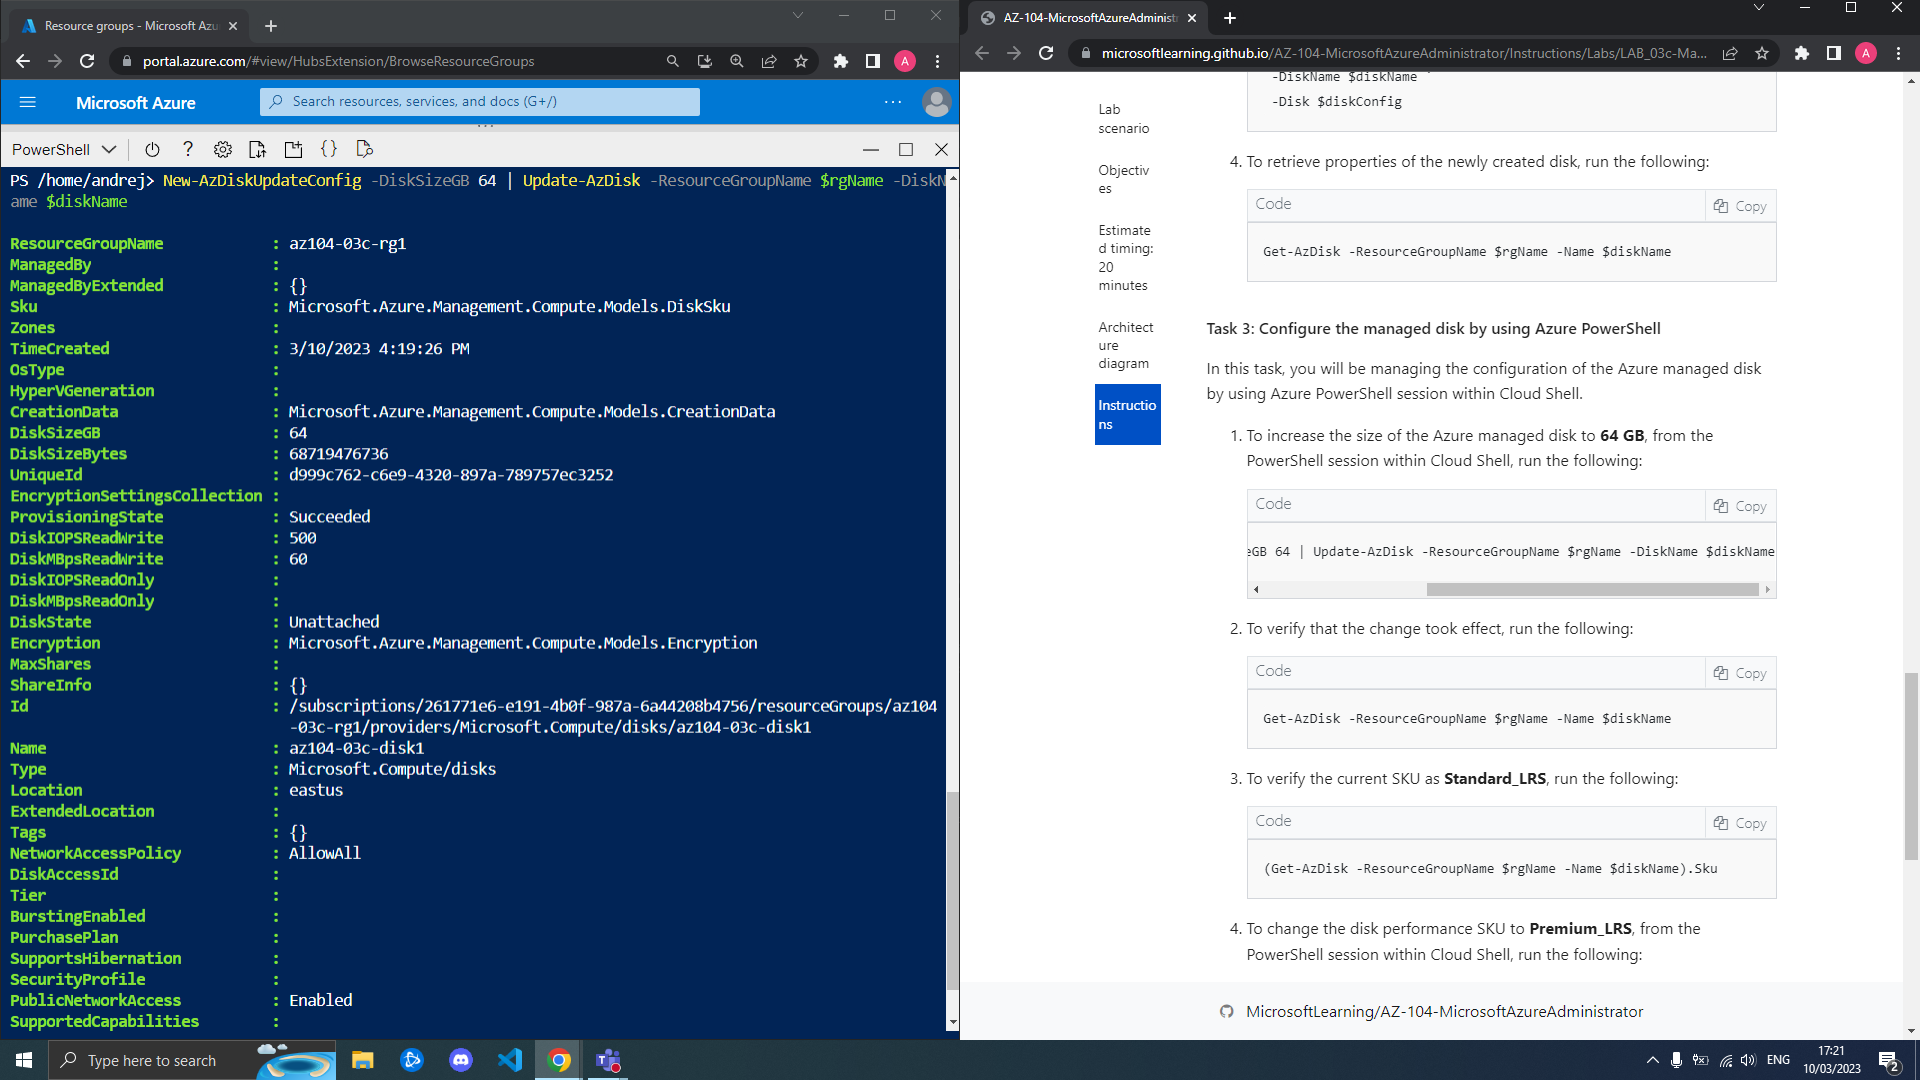 Resource groups - Microsoft Azu
portal.azure.com/#view/HubsExtension/BrowseResourceGroups
A
Microsoft Azure
Search resources, services, and docs (G+/)
PowerShell
PS /home/andrej> New-AzDiskUpdateConfig -DiskSizeGB 64 | Update-AzDisk -ResourceGroupName $rgName -DiskN
ame $diskName
ResourceGroupName : az104-03c-rg1
ManagedBy :
ManagedByExtended : {}
Sku : Microsoft.Azure.Management.Compute.Models.DiskSku
Zones :
TimeCreated : 3/10/2023 4:19:26 PM
OsType :
HyperVGeneration :
CreationData : Microsoft.Azure.Management.Compute.Models.CreationData
DiskSizeGB : 64
DiskSizeBytes : 68719476736
UniqueId : d999c762-c6e9-4320-897a-789757ec3252
EncryptionSettingsCollection :
ProvisioningState : Succeeded
DiskIOPSReadWrite : 500
DiskMBpsReadWrite : 60
DiskIOPSReadOnly :
DiskMBpsReadOnly :
DiskState : Unattached
Encryption : Microsoft.Azure.Management.Compute.Models.Encryption
MaxShares :
ShareInfo : {}
Id : /subscriptions/261771e6-e191-4b0f-987a-6a44208b4756/resourceGroups/az104
-03c-rg1/providers/Microsoft.Compute/disks/az104-03c-disk1
Name : az104-03c-disk1
Type : Microsoft.Compute/disks
Location : eastus
ExtendedLocation :
Tags : {}
NetworkAccessPolicy : AllowAll
DiskAccessId :
Tier :
BurstingEnabled :
PurchasePlan :
SupportsHibernation :
SecurityProfile :
PublicNetworkAccess : Enabled
SupportedCapabilities :
AZ-104-MicrosoftAzureAdminist
microsoftlearning.github.io/AZ-104-MicrosoftAzureAdministrator/Instructions/Labs/LAB_03c-Ma...
A
Lab
scenario
Objectiv
es
Estimate
d timing:
20
minutes
Architect
ure
diagram
Instructio
ns
-DiskName $diskName `
-Disk $diskConfig
4. To retrieve properties of the newly created disk, run the following:
Code
Copy
Get-AzDisk -ResourceGroupName $rgName -Name $diskName
Task 3: Configure the managed disk by using Azure PowerShell
In this task, you will be managing the configuration of the Azure managed disk
by using Azure PowerShell session within Cloud Shell.
1. To increase the size of the Azure managed disk to 64 GB, from the
PowerShell session within Cloud Shell, run the following:
Code
Copy
eGB 64 | Update-AzDisk -ResourceGroupName $rgName -DiskName $diskName
2. To verify that the change took effect, run the following:
Code
Copy
Get-AzDisk -ResourceGroupName $rgName -Name $diskName
3. To verify the current SKU as Standard_LRS, run the following:
Code
Copy
(Get-AzDisk -ResourceGroupName $rgName -Name $diskName).Sku
4. To change the disk performance SKU to Premium_LRS, from the
PowerShell session within Cloud Shell, run the following:
MicrosoftLearning/AZ-104-MicrosoftAzureAdministrator
Type here to search
ENG
17:21
10/03/2023
2